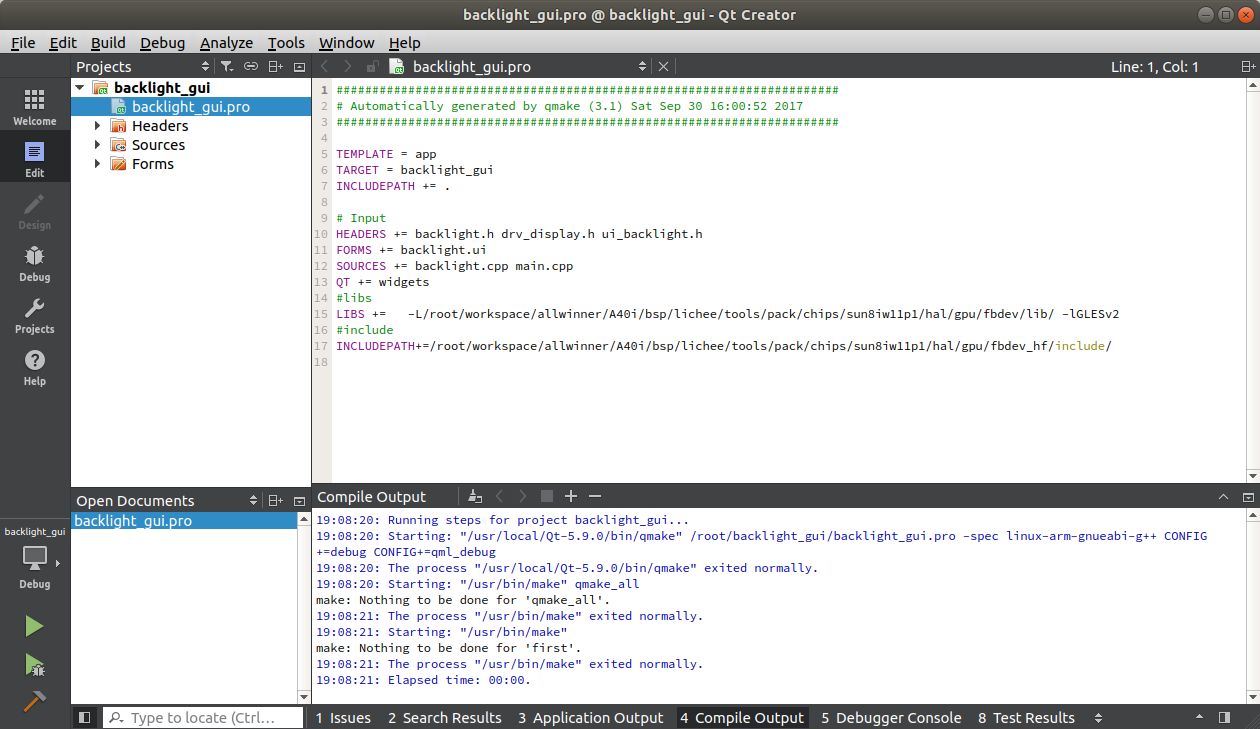 backlight_gui.pro @ backlight_gui - Qt Creator
File Edit Build Debug Analyze Tools Window Help
Projects
backlight_gui.pro
Line: 1, Col: 1
Welcome
Edit
Design
Debug
Projects
Help
backlight_gui
backlight_gui.pro
Headers
Sources
Forms
1 ######################################################################
2 # Automatically generated by qmake (3.1) Sat Sep 30 16:00:52 2017
3 ######################################################################
4
5 TEMPLATE = app
6 TARGET = backlight_gui
7 INCLUDEPATH += .
8
9 # Input
10 HEADERS += backlight.h drv_display.h ui_backlight.h
11 FORMS += backlight.ui
12 SOURCES += backlight.cpp main.cpp
13 QT += widgets
14 #libs
15 LIBS +=   -L/root/workspace/allwinner/A40i/bsp/lichee/tools/pack/chips/sun8iw11p1/hal/gpu/fbdev/lib/ -lGLESv2
16 #include
17 INCLUDEPATH+=/root/workspace/allwinner/A40i/bsp/lichee/tools/pack/chips/sun8iw11p1/hal/gpu/fbdev_hf/include/
18
Open Documents
backlight_gui.pro
backlight_gui
Debug
Compile Output
19:08:20: Running steps for project backlight_gui...
19:08:20: Starting: "/usr/local/Qt-5.9.0/bin/qmake" /root/backlight_gui/backlight_gui.pro -spec linux-arm-gnueabi-g++ CONFIG
+=debug CONFIG+=qml_debug
19:08:20: The process "/usr/local/Qt-5.9.0/bin/qmake" exited normally.
19:08:20: Starting: "/usr/bin/make" qmake_all
make: Nothing to be done for 'qmake_all'.
19:08:21: The process "/usr/bin/make" exited normally.
19:08:21: Starting: "/usr/bin/make"
make: Nothing to be done for 'first'.
19:08:21: The process "/usr/bin/make" exited normally.
19:08:21: Elapsed time: 00:00.
Type to locate (Ctrl...
1 Issues 2 Search Results 3 Application Output 4 Compile Output 5 Debugger Console 8 Test Results